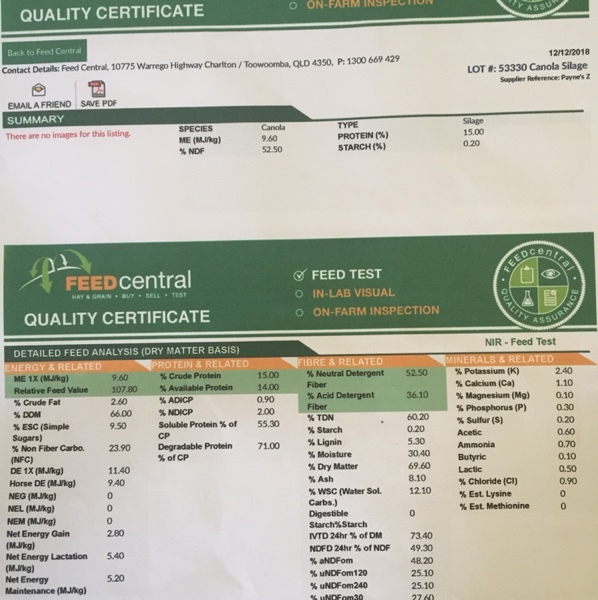 QUALITY CERTIFICATE
ON-FARM INSPECTION
Back to Feed Central
12/12/2018
Contact Details: Feed Central, 10775 Warrego Highway Charlton / Toowoomba, QLD 4350, P: 1300 669 429
LOT #: 53330 Canola Silage
Supplier Reference: Payne's Z
EMAIL A FRIEND SAVE PDF
SUMMARY
There are no images for this listing.
SPECIES Canola TYPE Silage
ME (MJ/kg) 9.60 PROTEIN (%) 15.00
% NDF 52.50 STARCH (%) 0.20
FEEDcentral
HAY & GRAIN • BUY • SELL • TEST
QUALITY CERTIFICATE
FEED TEST
IN-LAB VISUAL
ON-FARM INSPECTION
FEEDcentral
QUALITY ASSURANCE
NIR - Feed Test
DETAILED FEED ANALYSIS (DRY MATTER BASIS)
ENERGY & RELATED
ME 1X (MJ/kg) 9.60
Relative Feed Value 107.80
% Crude Fat 2.60
% DDM 66.00
% ESC (Simple Sugars) 9.50
% Non Fiber Carbo. (NFC) 23.90
DE 1X (MJ/kg) 11.40
Horse DE (MJ/kg) 9.40
NEG (MJ/kg) 0
NEL (MJ/kg) 0
NEM (MJ/kg) 0
Net Energy Gain (MJ/kg) 2.80
Net Energy Lactation (MJ/kg) 5.40
Net Energy Maintenance (MJ/kg) 5.20
PROTEIN & RELATED
% Crude Protein 15.00
% Available Protein 14.00
% ADICP 0.90
% NDICP 2.00
Soluble Protein % of CP 55.30
Degradable Protein % of CP 71.00
FIBRE & RELATED
% Neutral Detergent Fiber 52.50
% Acid Detergent Fiber 36.10
% TDN 60.20
% Starch 0.20
% Lignin 5.30
% Moisture 30.40
% Dry Matter 69.60
% Ash 8.10
% WSC (Water Sol. Carbs.) 12.10
Digestible Starch%Starch 0
IVTD 24hr % of DM 73.40
NDFD 24hr % of NDF 49.30
% aNDFom 48.20
% uNDFom120 25.10
% uNDFom240 25.10
% uNDFom30 27.60
MINERALS & RELATED
% Potassium (K) 2.40
% Calcium (Ca) 1.10
% Magnesium (Mg) 0.10
% Phosphorus (P) 0.30
% Sulfur (S) 0.20
Acetic 0.60
Ammonia 0.70
Butyric 0.10
Lactic 0.50
% Chloride (Cl) 0.90
% Est. Lysine 0
% Est. Methionine 0